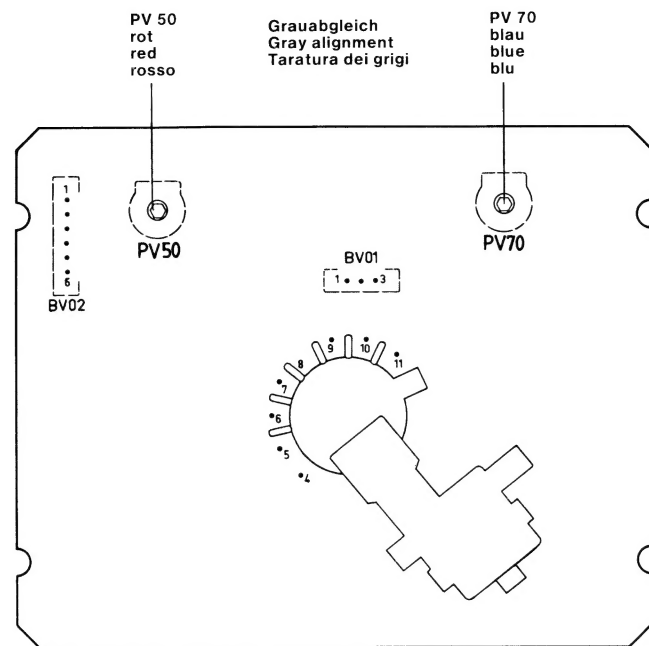 PV 50
rot
red
rosso
Grauabgleich
Gray alignment
Taratura dei grigi
PV 70
blau
blue
blu
1
6
BV02
PV50
PV70
BV01
1 3
9
10
11
8
7
6
5
4